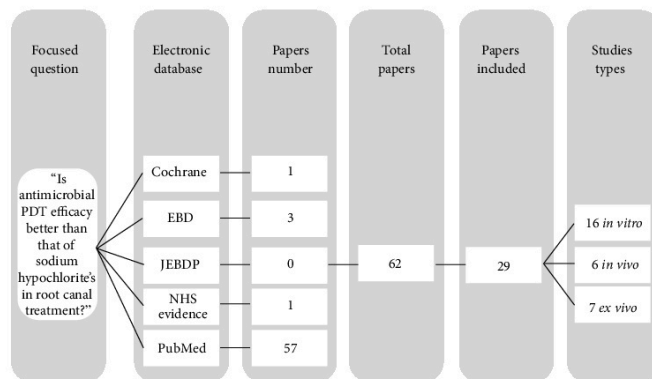 Focused
question
Electronic
database
Papers
number
Total
papers
Papers
included
Studies
types
“Is
antimicrobial
PDT efficacy
better than
that of
sodium
hypochlorite’s
in root canal
treatment?”
Cochrane
EBD
JEBDP
NHS
evidence
PubMed
1
3
0
1
57
62
29
16 in vitro
6 in vivo
7 ex vivo